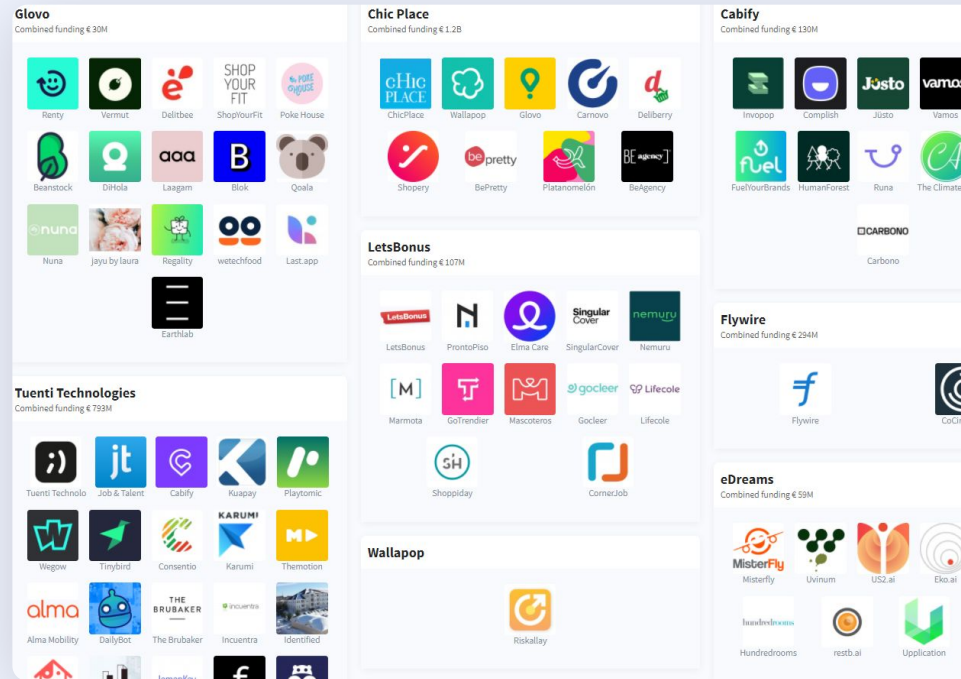 Glovo
Combined funding € 30M
SHOP
YOUR
FIT
POKE
HOUSE
Renty Vermut Delitbee ShopYourFit Poke House
aaa B
Beanstock DiHola Laagam Blok Qoala
nuna
Nuna jayu by laura Regality wetechfood Last.app
Earthlab
Tuenti Technologies
Combined funding € 793M
;) jt
Tuenti Technolo Job & Talent Cabify Kuapay Playtomic
KARUMI
Wegow Tinybird Consentio Karumi Themotion
alma
THE
BRUBAKER
incuentra
Alma Mobility DailyBot The Brubaker Incuentra Identified
Chic Place
Combined funding € 1.2B
cHic
PLACE
ChicPlace Wallapop Glovo Carnovo Deliberry
be pretty
BE agency
Shopery BePretty Platanomelón BeAgency
LetsBonus
Combined funding € 107M
LetsBonus
Singular
Cover
nemuru
LetsBonus ProntoPiso Elma Care SingularCover Nemuru
[M] gocleer Lifecole
Marmota GoTrendier Mascoteros Gocleer Lifecole
SH
Shoppiday CornerJob
Wallapop
Riskallay
Cabify
Combined funding € 130M
Jüsto vamos
Invopop Complish Jüsto Vamos
fuel CA
FuelYourBrands HumanForest Runa The Climate
CARBONO
Carbono
Flywire
Combined funding € 294M
Flywire CoCir
eDreams
Combined funding € 59M
MisterFly
Misterfly Uvinum US2.ai Eko.ai
hundredrooms
Hundredrooms restb.ai Upplication